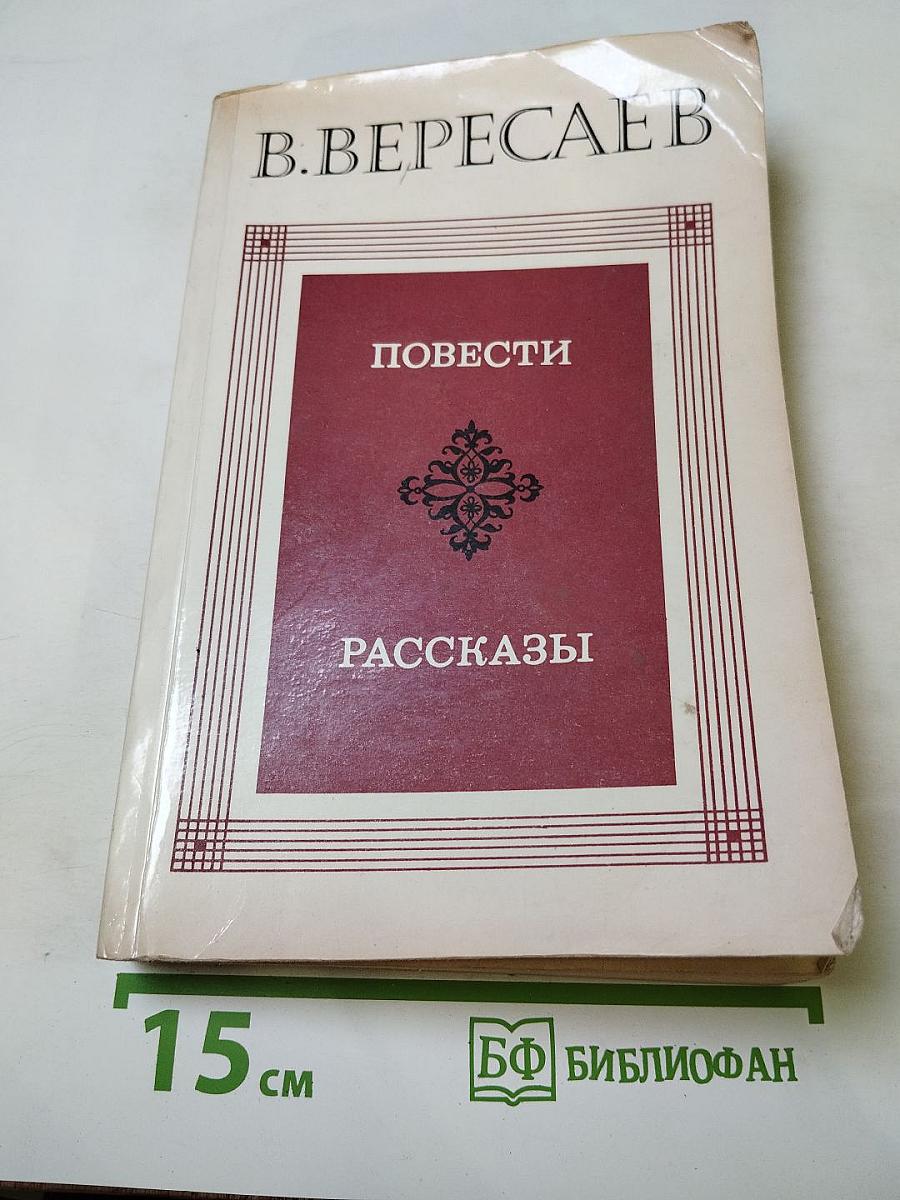 В. ВЕРЕСАЕВ
ПОВЕСТИ
РАССКАЗЫ
15 см
БФ БИБЛИОФАН